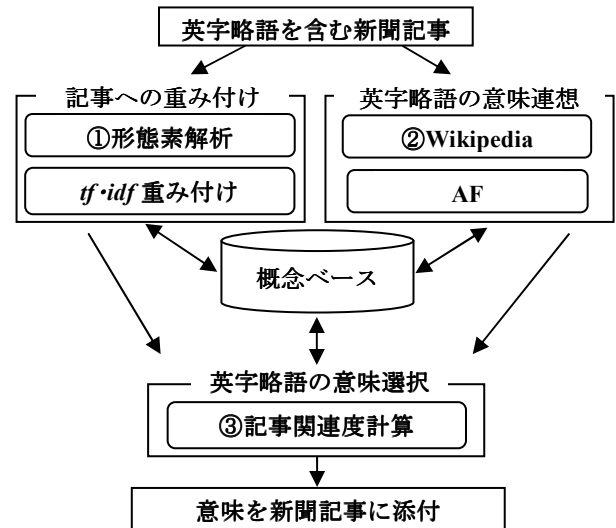 英字略語を含む新聞記事
記事への重み付け
①形態素解析
tf・idf 重み付け
英字略語の意味連想
②Wikipedia
AF
概念ベース
英字略語の意味選択
③記事関連度計算
意味を新聞記事に添付